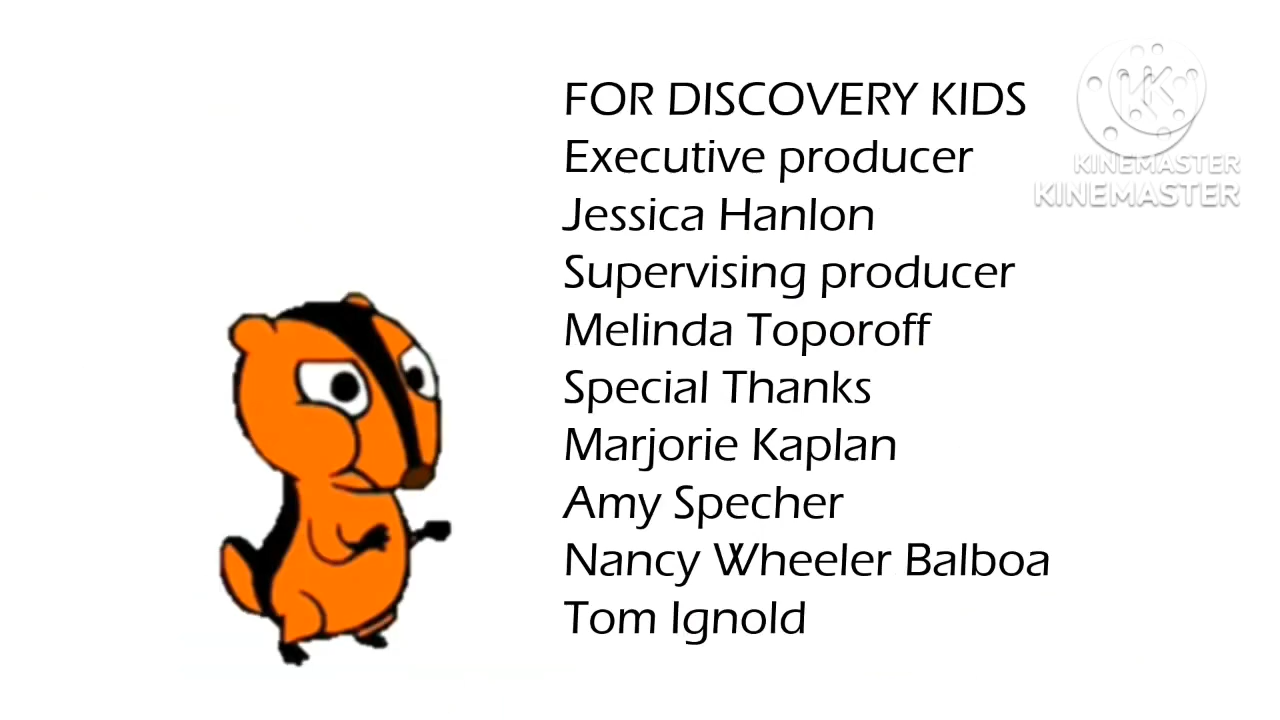 FOR DISCOVERY KIDS
Executive producer
Jessica Hanlon
Supervising producer
Melinda Toporoff
Special Thanks
Marjorie Kaplan
Amy Specher
Nancy Wheeler Balboa
Tom Ignold
KINEMASTER
KINEMASTER